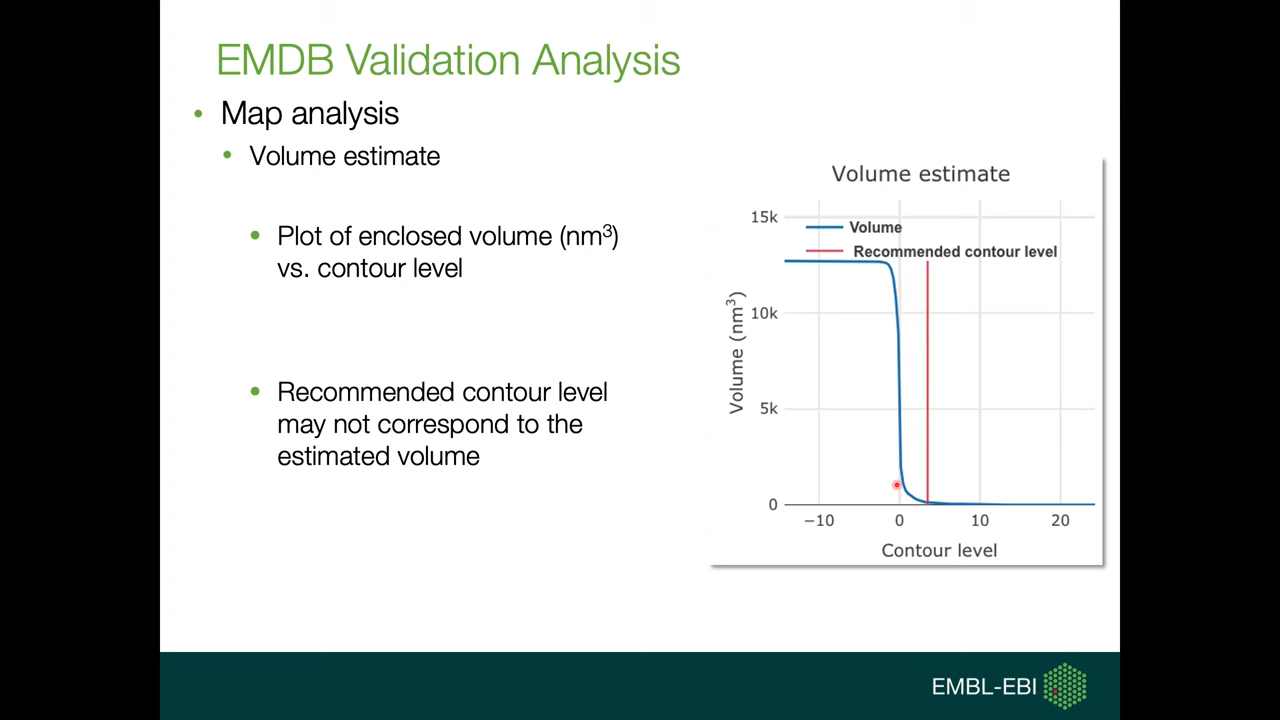 EMDB Validation Analysis
• Map analysis
• Volume estimate
• Plot of enclosed volume (nm³)
vs. contour level
• Recommended contour level
may not correspond to the
estimated volume
Volume estimate
15k
Volume
Recommended contour level
10k
5k
0
Volume (nm³)
−10
0
10
20
Contour level
EMBL-EBI